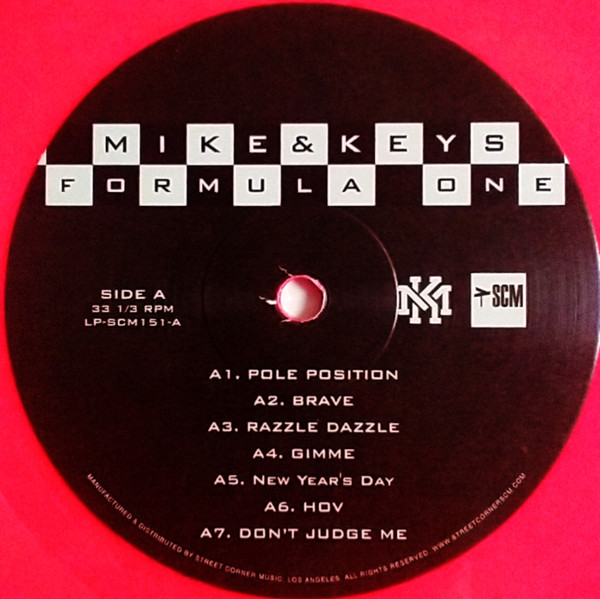 MIKE&KEYS
FORMULA ONE
SIDE A
33 1/3 RPM
LP-SCM151-A
MK
SCM
A1. POLE POSITION
A2. BRAVE
A3. RAZZLE DAZZLE
A4. GIMME
A5. NEW YEAR'S DAY
A6. HOV
A7. DON'T JUDGE ME
MANUFACTURED & DISTRIBUTED BY STREET CORNER MUSIC. LOS ANGELES. ALL RIGHTS RESERVED. WWW.STREETCORNERSCM.COM